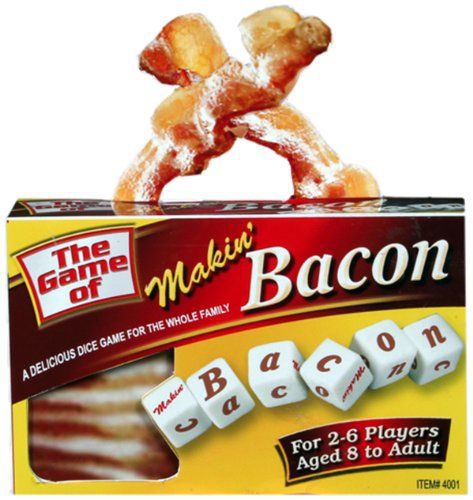 The
Game
of
Makin'
Bacon
A DELICIOUS DICE GAME FOR THE WHOLE FAMILY
Makin' B a c o n
c a c o Makin' n c
For 2-6 Players
Aged 8 to Adult
ITEM# 4001